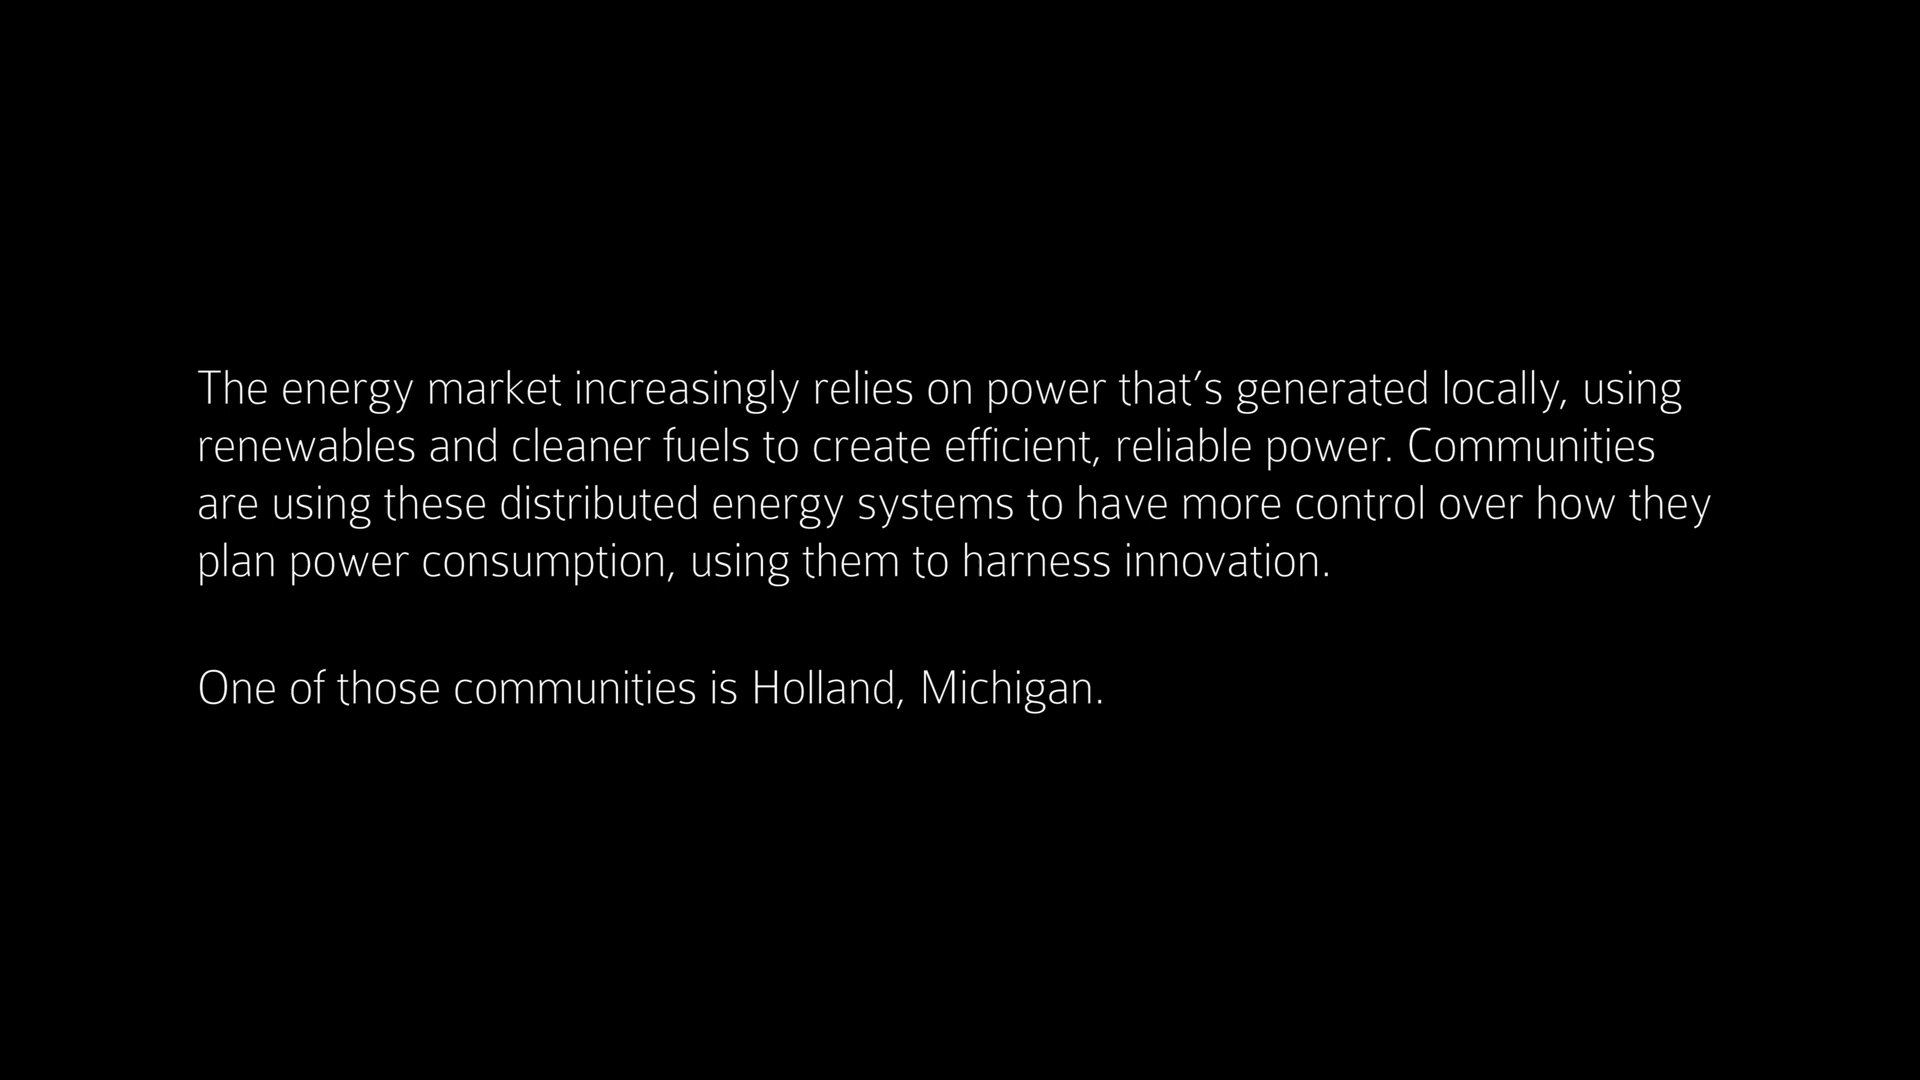 The energy market increasingly relies on power that’s generated locally, using
renewables and cleaner fuels to create efficient, reliable power. Communities
are using these distributed energy systems to have more control over how they
plan power consumption, using them to harness innovation.
One of those communities is Holland, Michigan.